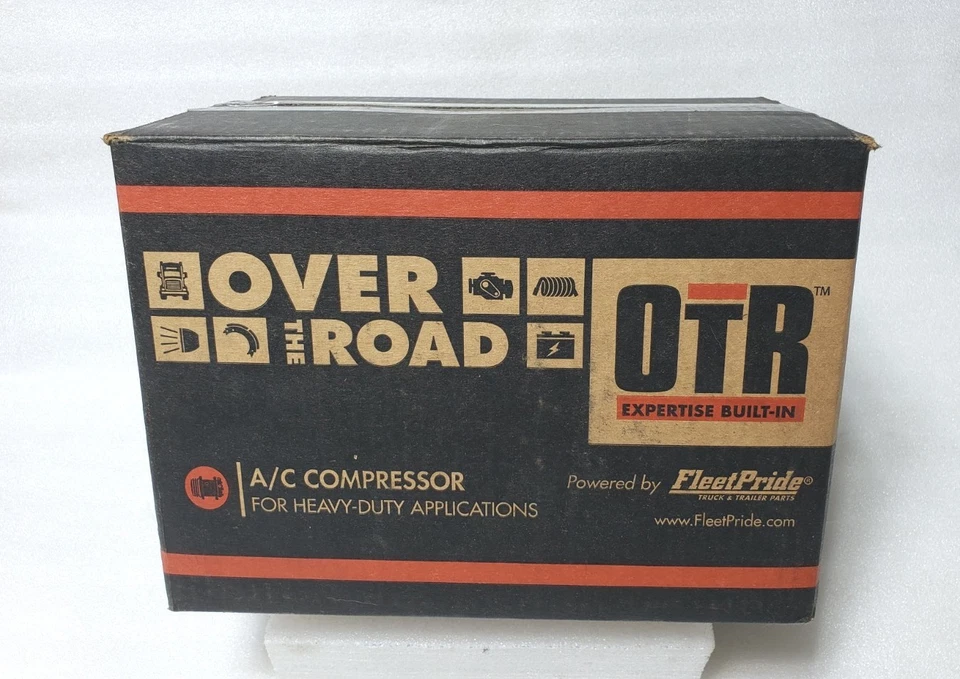 OVER
THE ROAD
OTR™
EXPERTISE BUILT-IN
A/C COMPRESSOR
FOR HEAVY-DUTY APPLICATIONS
Powered by FleetPride®
TRUCK & TRAILER PARTS
www.FleetPride.com